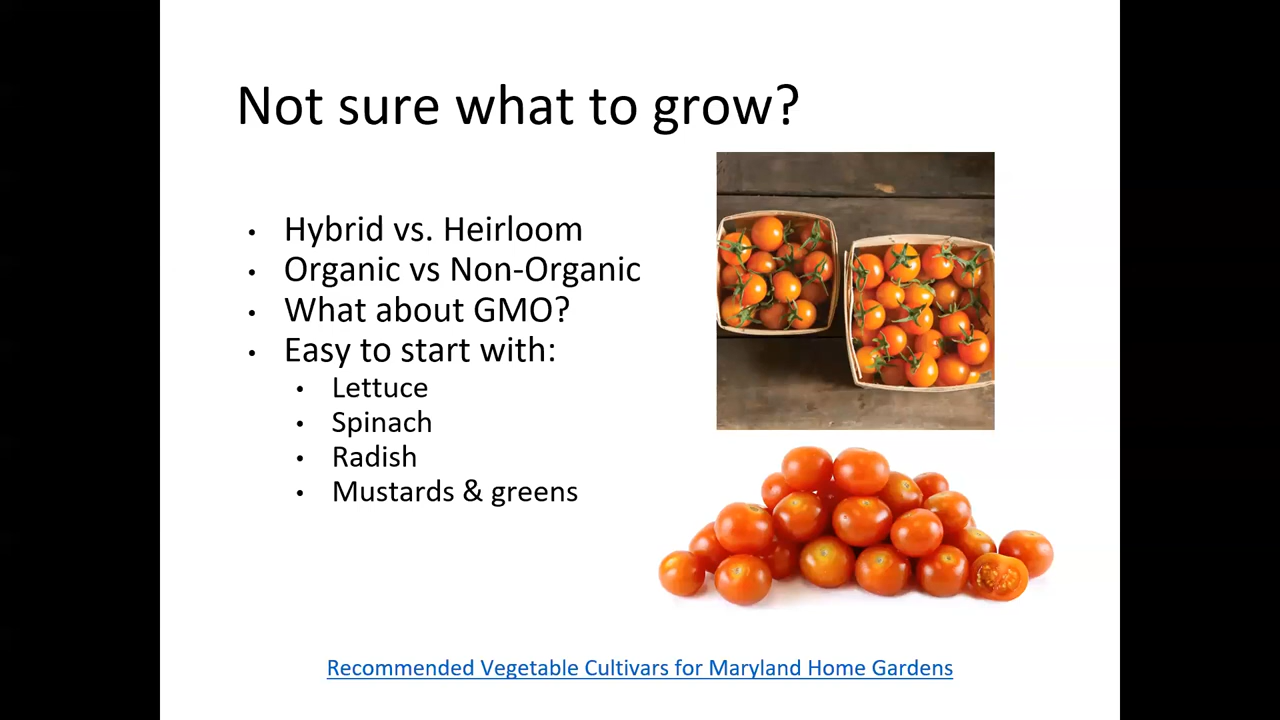 Not sure what to grow?
• Hybrid vs. Heirloom
• Organic vs Non-Organic
• What about GMO?
• Easy to start with:
• Lettuce
• Spinach
• Radish
• Mustards & greens
Recommended Vegetable Cultivars for Maryland Home Gardens